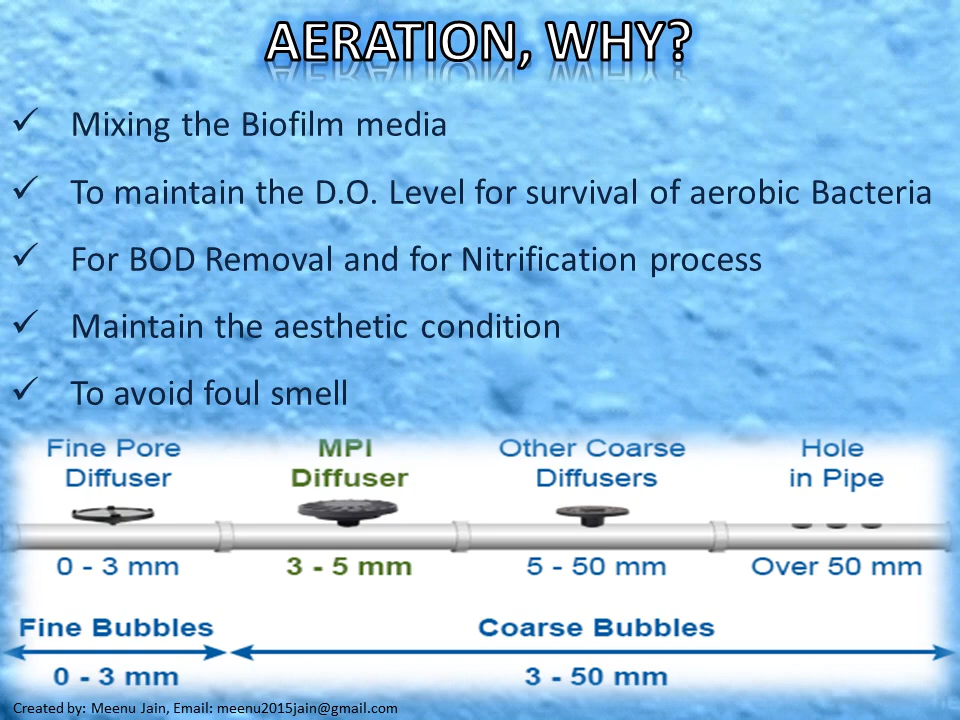 AERATION, WHY?
✓ Mixing the Biofilm media
✓ To maintain the D.O. Level for survival of aerobic Bacteria
✓ For BOD Removal and for Nitrification process
✓ Maintain the aesthetic condition
✓ To avoid foul smell
Fine Pore Diffuser
MPI Diffuser
Other Coarse Diffusers
Hole in Pipe
0 - 3 mm
3 - 5 mm
5 - 50 mm
Over 50 mm
Fine Bubbles
Coarse Bubbles
0 - 3 mm
3 - 50 mm
Created by: Meenu Jain, Email: meenu2015jain@gmail.com